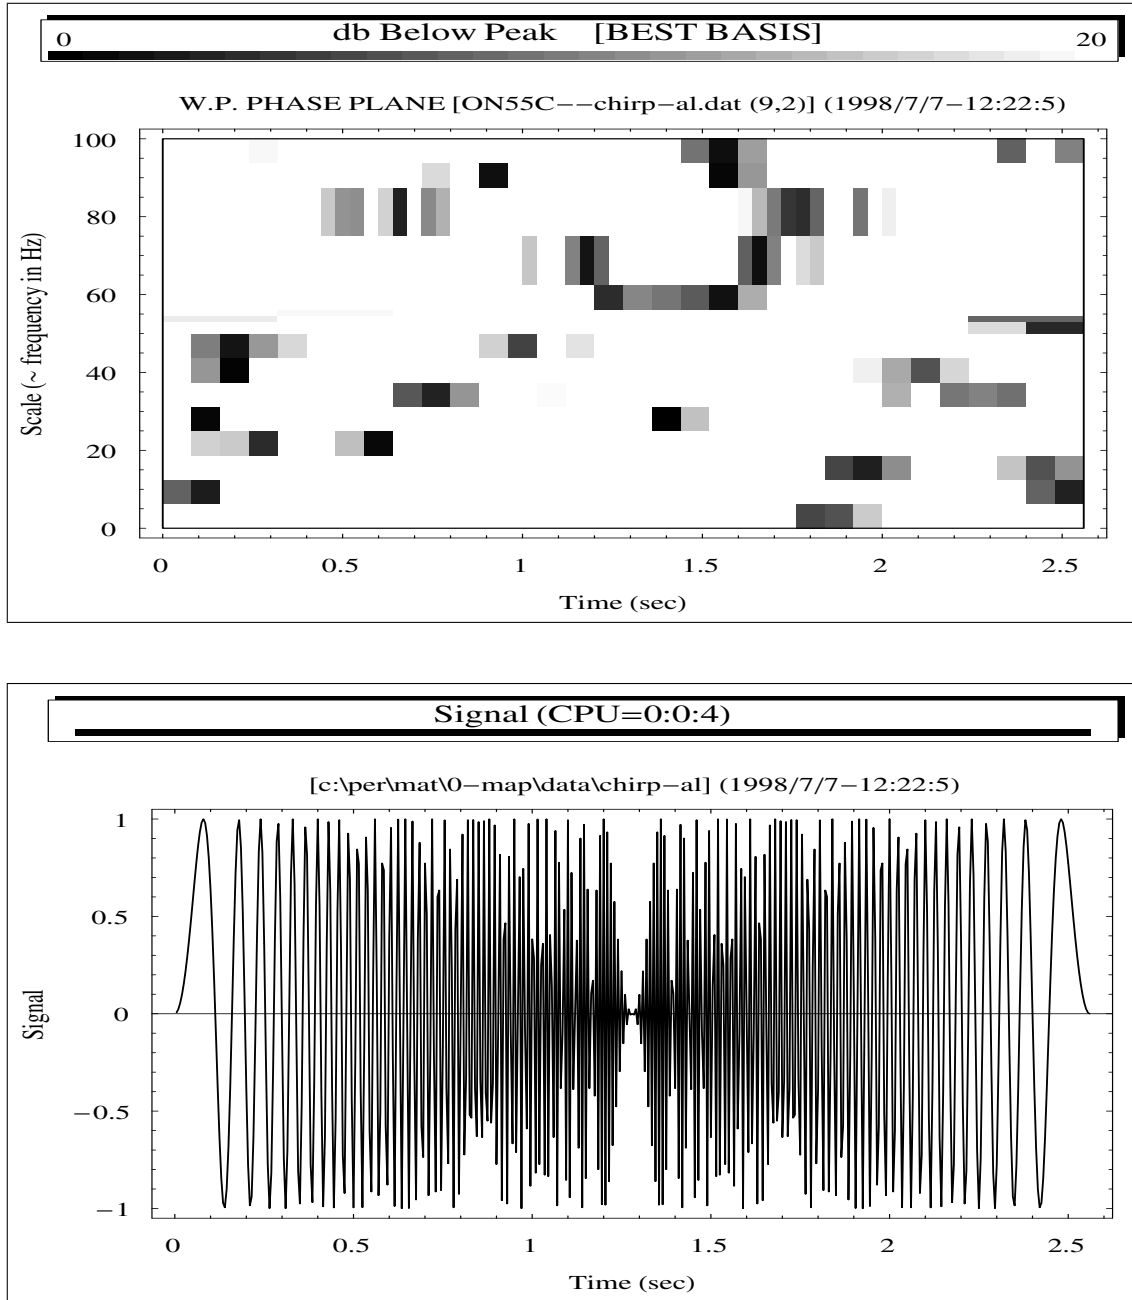 0 db Below Peak [BEST BASIS] 20
W.P. PHASE PLANE [ON55C−−chirp−al.dat (9,2)] (1998/7/7−12:22:5)
100
80
60
40
20
0
Scale (~ frequency in Hz)
0 0.5 1 1.5 2 2.5
Time (sec)
Signal (CPU=0:0:4)
[c:\per\mat\0−map\data\chirp−al] (1998/7/7−12:22:5)
1
0.5
0
−0.5
−1
Signal
0 0.5 1 1.5 2 2.5
Time (sec)